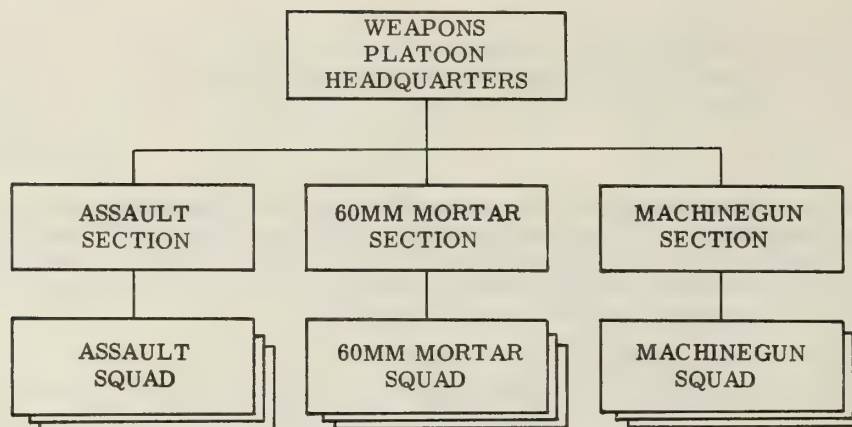 WEAPONS
PLATOON
HEADQUARTERS
ASSAULT
SECTION
60MM MORTAR
SECTION
MACHINEGUN
SECTION
ASSAULT
SQUAD
60MM MORTAR
SQUAD
MACHINEGUN
SQUAD